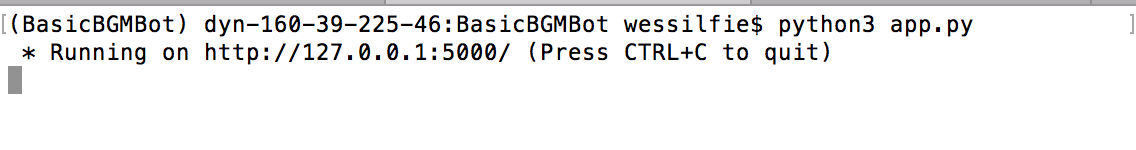 [(BasicBGMBot) dyn-160-39-225-46:BasicBGMBot wessilfie$ python3 app.py ]
* Running on http://127.0.0.1:5000/ (Press CTRL+C to quit)